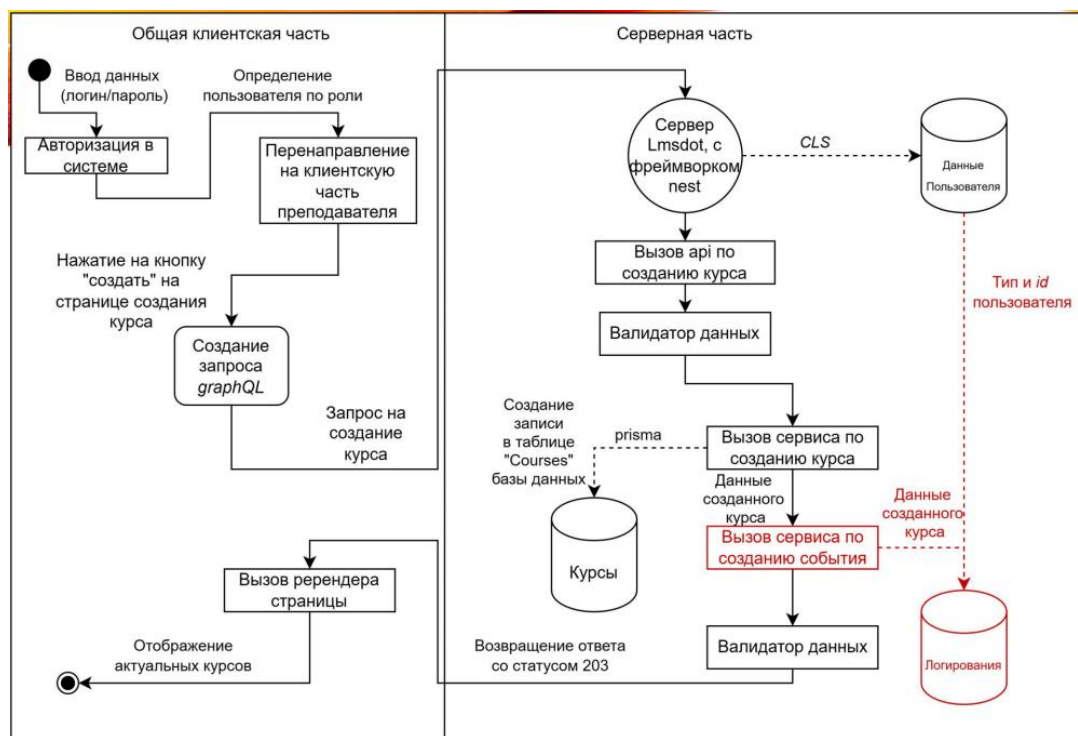 Общая клиентская часть
Серверная часть
Ввод данных
(логин/пароль)
Определение
пользователя по роли
Авторизация в
системе
Перенаправление
на клиентскую
часть
преподавателя
Нажатие на кнопку
"создать" на
странице создания
курса
Создание
запроса
graphQL
Запрос на
создание
курса
Сервер
Lmsdot, с
фреймворком
nest
CLS
Данные
Пользователя
Вызов api по
созданию курса
Тип и id
пользователя
Валидатор данных
Создание
записи
в таблице
"Courses"
базы данных
prisma
Вызов сервиса по
созданию курса
Данные
созданного
курса
Данные
созданного
курса
Вызов сервиса по
созданию события
Курсы
Вызов ререндера
страницы
Отображение
актуальных курсов
Возвращение ответа
со статусом 203
Валидатор данных
Логирования